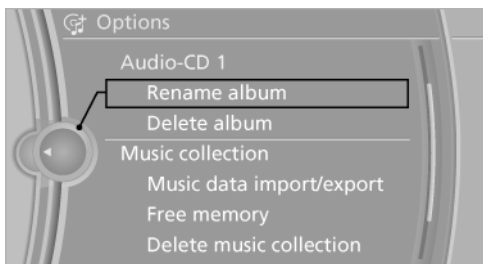 Options
Audio-CD 1
Rename album
Delete album
Music collection
Music data import/export
Free memory
Delete music collection